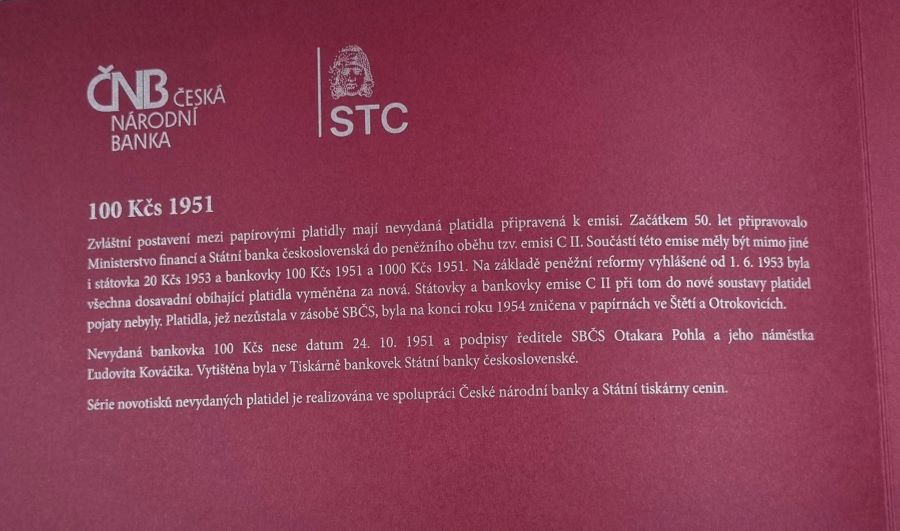 ČNB ČESKÁ
NÁRODNÍ
BANKA
STC
100 Kčs 1951
Zvláštní postavení mezi papírovými platidly mají nevydaná platidla připravená k emisi. Začátkem 50. let připravovalo
Ministerstvo financí a Státní banka československá do peněžního oběhu tzv. emisi C II. Součástí této emise měly být mimo jiné
i státovka 20 Kčs 1953 a bankovky 100 Kčs 1951 a 1000 Kčs 1951. Na základě peněžní reformy vyhlášené od 1. 6. 1953 byla
všechna dosavadní obíhající platidla vyměněna za nová. Státovky a bankovky emise C II při tom do nové soustavy platidel
pojaty nebyly. Platidla, jež nezůstala v zásobě SBČS, byla na konci roku 1954 zničena v papírnách ve Štětí a Otrokovicích.
Nevydaná bankovka 100 Kčs nese datum 24. 10. 1951 a podpisy ředitele SBČS Otakara Pohla a jeho náměstka
Ľudovíta Kováčika. Vytištěna byla v Tiskárně bankovek Státní banky československé.
Série novotisků nevydaných platidel je realizována ve spolupráci České národní banky a Státní tiskárny cenin.